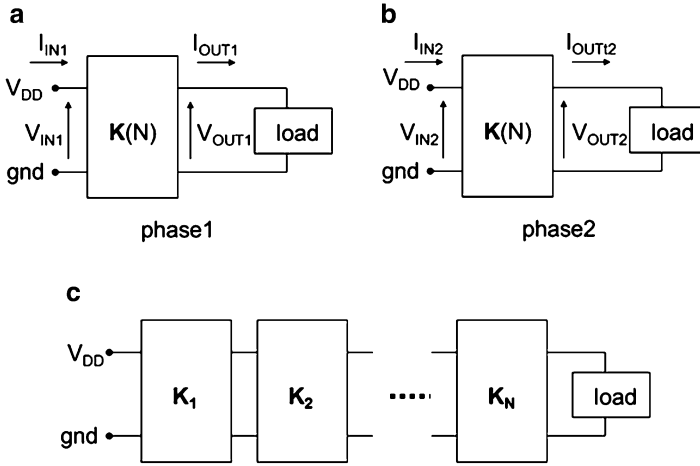 a
I_IN1 I_OUT1
V_DD
V_IN1 K(N) V_OUT1 load
gnd
phase1
b
I_IN2 I_OUTt2
V_DD
V_IN2 K(N) V_OUT2 load
gnd
phase2
c
V_DD
K_1 K_2 ..... K_N load
gnd